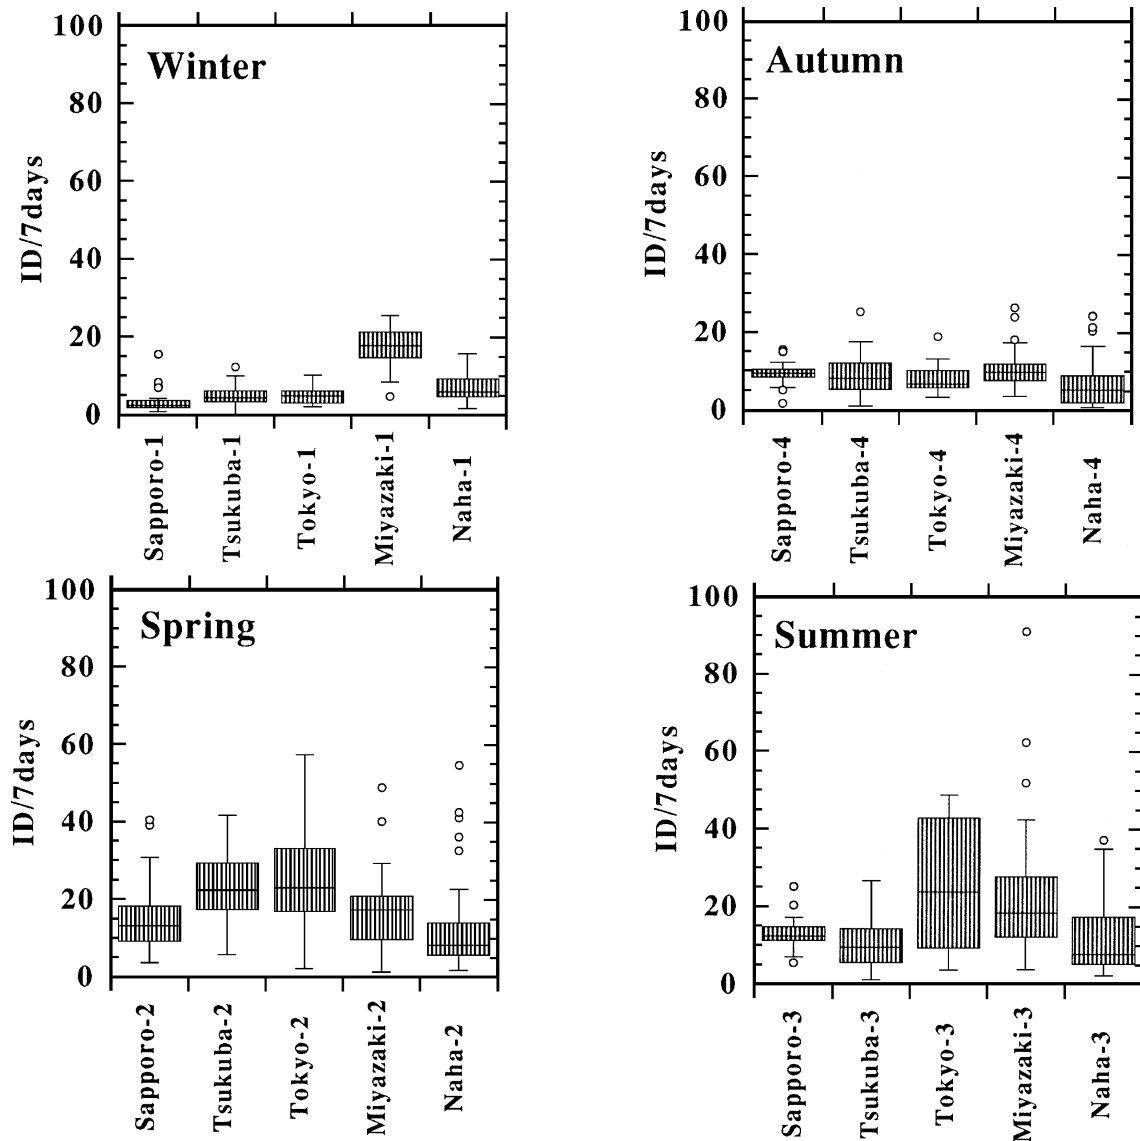 Winter
100
80
60
40
20
0
ID/7days
Sapporo-1
Tsukuba-1
Tokyo-1
Miyazaki-1
Naha-1
Autumn
100
80
60
40
20
0
ID/7days
Sapporo-4
Tsukuba-4
Tokyo-4
Miyazaki-4
Naha-4
Spring
100
80
60
40
20
0
ID/7days
Sapporo-2
Tsukuba-2
Tokyo-2
Miyazaki-2
Naha-2
Summer
100
80
60
40
20
0
ID/7days
Sapporo-3
Tsukuba-3
Tokyo-3
Miyazaki-3
Naha-3